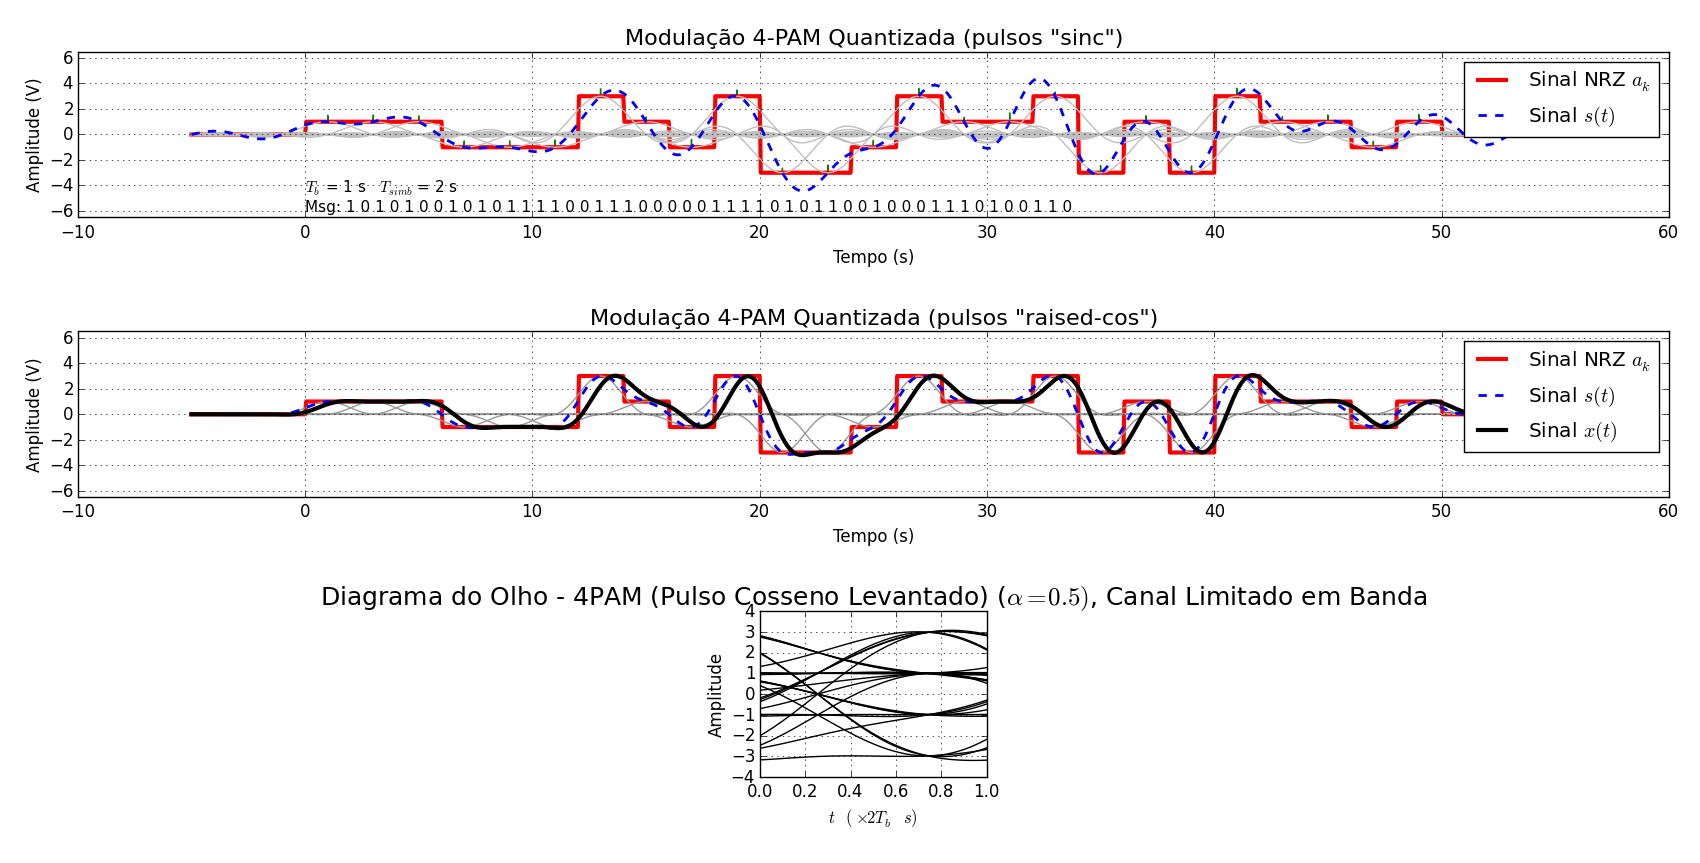 Modulação 4-PAM Quantizada (pulsos "sinc")
Amplitude (V)
6
4
2
0
−2
−4
−6
Sinal NRZ a_k
Sinal s(t)
T_b = 1 s T_simb = 2 s
Msg: 1 0 1 0 1 0 0 1 0 1 0 1 1 1 1 0 0 1 1 1 0 0 0 0 0 1 1 1 1 0 1 0 1 1 0 0 1 0 0 0 1 1 1 0 1 0 0 1 1 0
−10 0 10 20 30 40 50 60
Tempo (s)
Modulação 4-PAM Quantizada (pulsos "raised-cos")
Amplitude (V)
6
4
2
0
−2
−4
−6
Sinal NRZ a_k
Sinal s(t)
Sinal x(t)
−10 0 10 20 30 40 50 60
Tempo (s)
Diagrama do Olho - 4PAM (Pulso Cosseno Levantado) (α=0.5), Canal Limitado em Banda
Amplitude
4
3
2
1
0
−1
−2
−3
−4
0.0 0.2 0.4 0.6 0.8 1.0
t (×2T_b s)